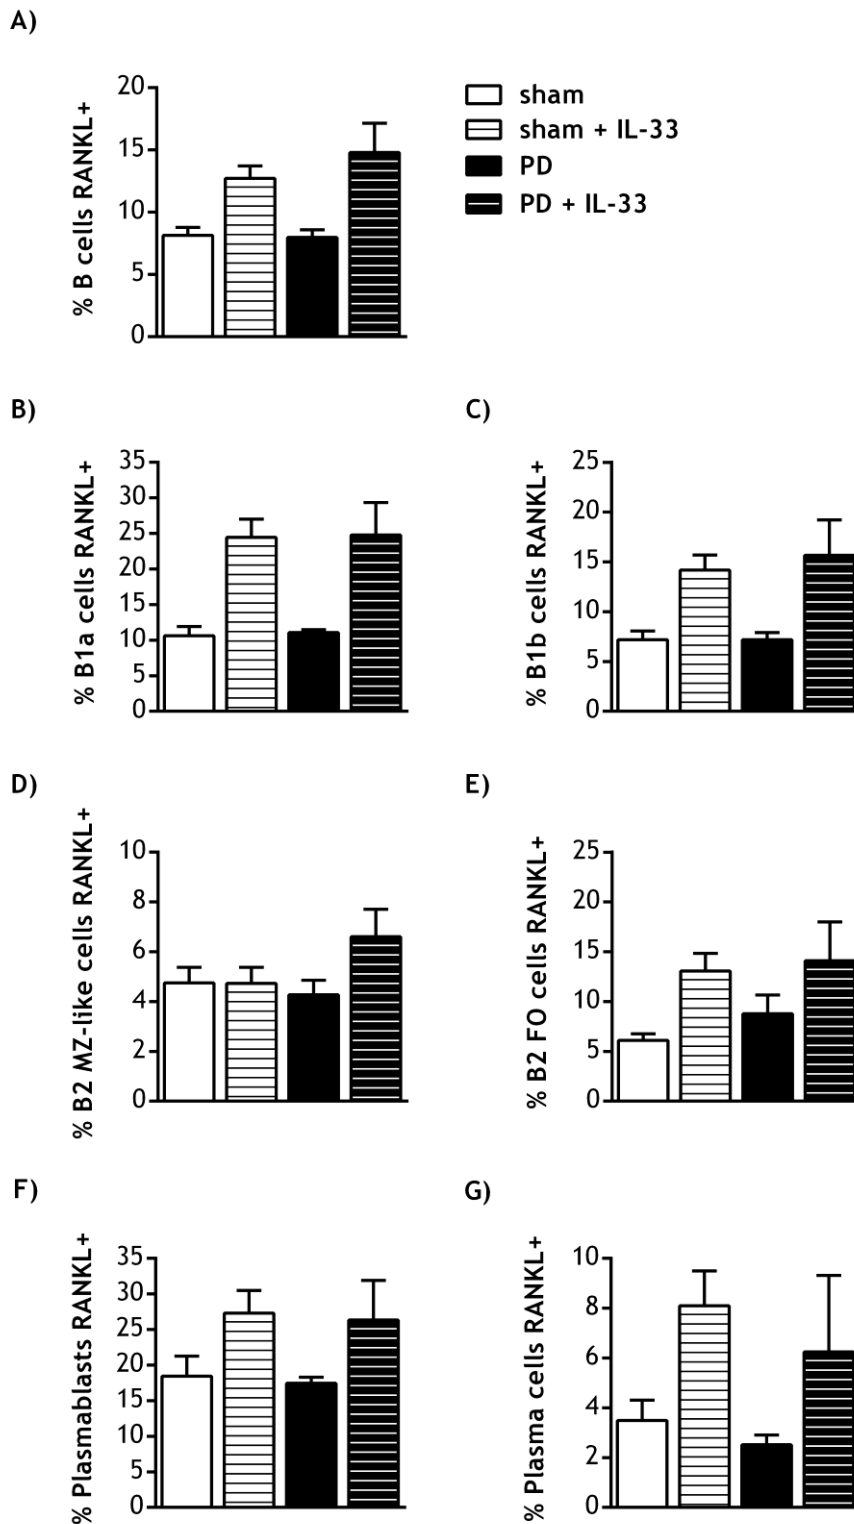 A)
% B cells RANKL+
20
15
10
5
0
sham
sham + IL-33
PD
PD + IL-33
B)
% B1a cells RANKL+
35
30
25
20
15
10
5
0
C)
% B1b cells RANKL+
25
20
15
10
5
0
D)
% B2 MZ-like cells RANKL+
10
8
6
4
2
0
E)
% B2 FO cells RANKL+
25
20
15
10
5
0
F)
% Plasmablasts RANKL+
35
30
25
20
15
10
5
0
G)
% Plasma cells RANKL+
10
8
6
4
2
0